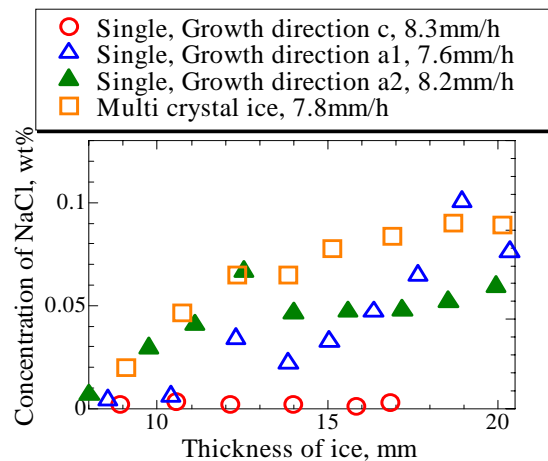 Single, Growth direction c, 8.3mm/h
Single, Growth direction a1, 7.6mm/h
Single, Growth direction a2, 8.2mm/h
Multi crystal ice, 7.8mm/h
Concentration of NaCl, wt%
0.1
0.05
0
10
15
20
Thickness of ice, mm